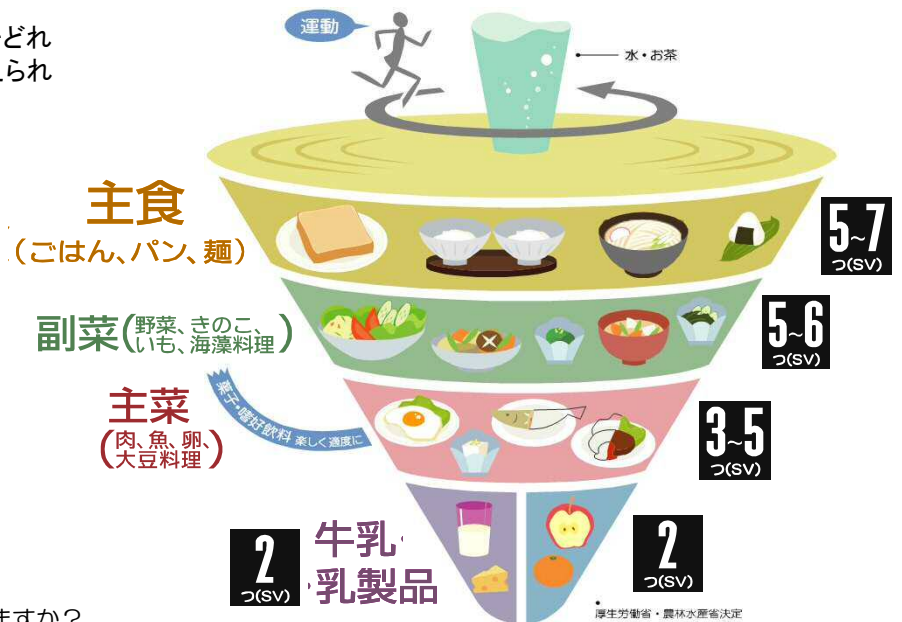 どれ
られ
運動
水・お茶
主食
(ごはん、パン、麺)
5~7
つ(SV)
副菜(野菜、きのこ、
いも、海藻料理)
5~6
つ(SV)
主菜
(肉、魚、卵、
大豆料理)
菓子・嗜好飲料 楽しく適度に
3~5
つ(SV)
2
つ(SV)
牛乳・
乳製品
2
つ(SV)
厚生労働省・農林水産省決定
ますか?